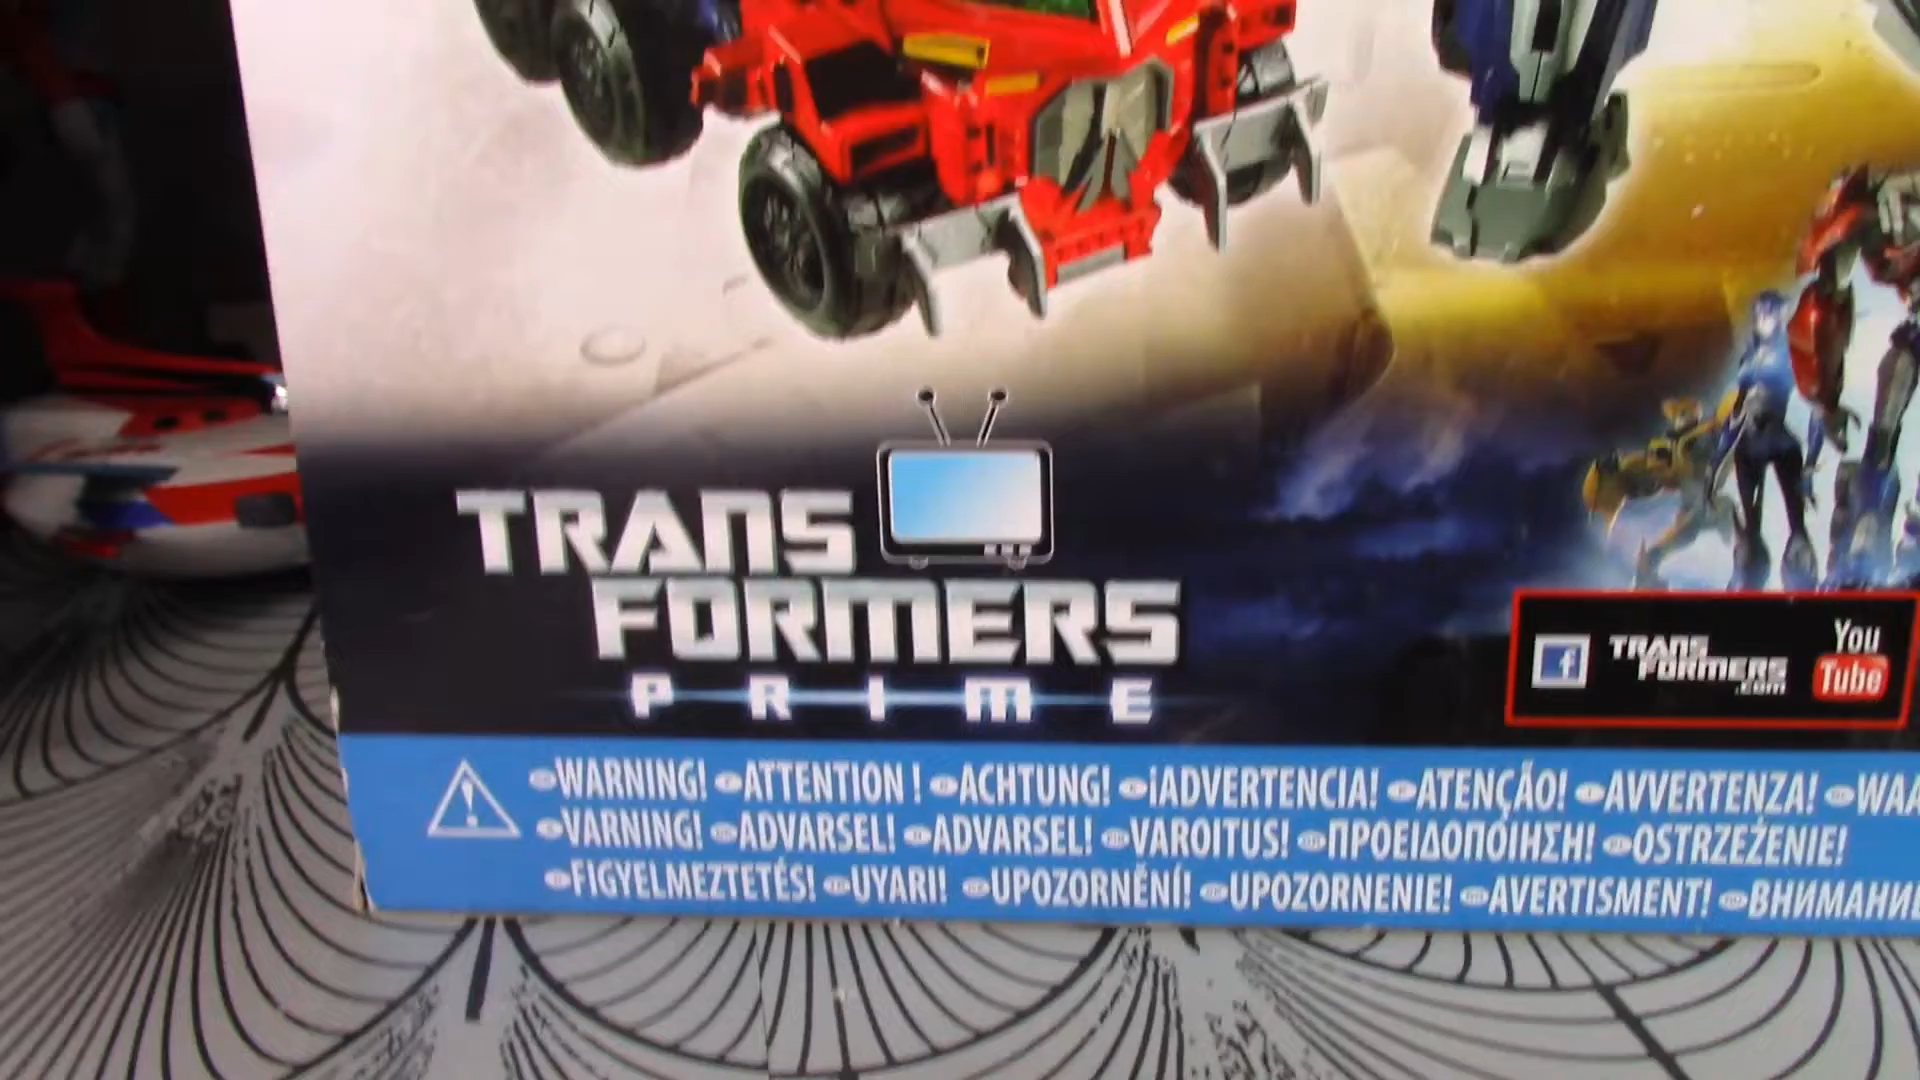 TRANS
FORMERS
PRIME
f TRANS FORMERS .com You Tube
WARNING! ATTENTION ! ACHTUNG! ¡ADVERTENCIA! ATENÇÃO! AVVERTENZA!
VARNING! ADVARSEL! ADVARSEL! VAROITUS! ΠΡΟΕΙΔΟΠΟΙΗΣΗ! OSTRZEŻENIE!
FIGYELMEZTETÉS! UYARI! UPOZORNĚNÍ! UPOZORNENIE! AVERTISMENT! ВНИМАНИЕ